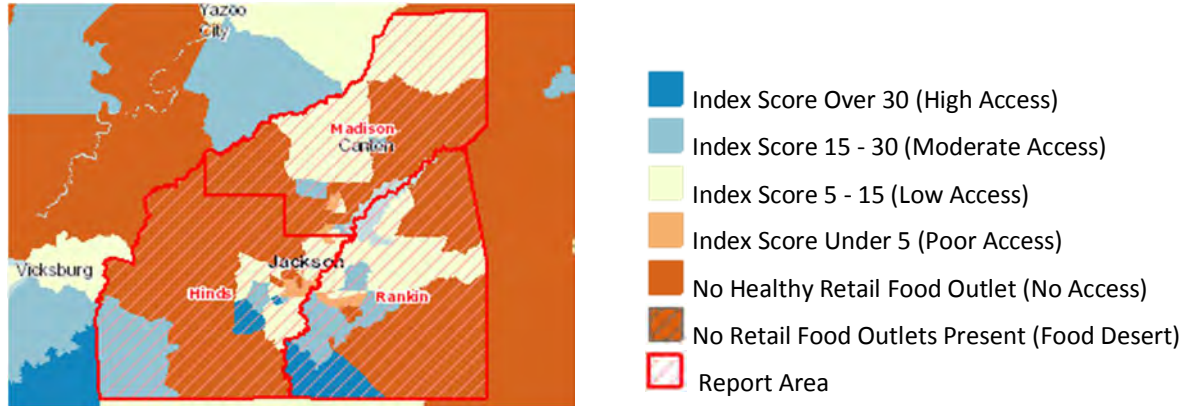 Yazoo
City
Madison
Canton
Vicksburg
Jackson
Hinds
Rankin
Index Score Over 30 (High Access)
Index Score 15 - 30 (Moderate Access)
Index Score 5 - 15 (Low Access)
Index Score Under 5 (Poor Access)
No Healthy Retail Food Outlet (No Access)
No Retail Food Outlets Present (Food Desert)
Report Area